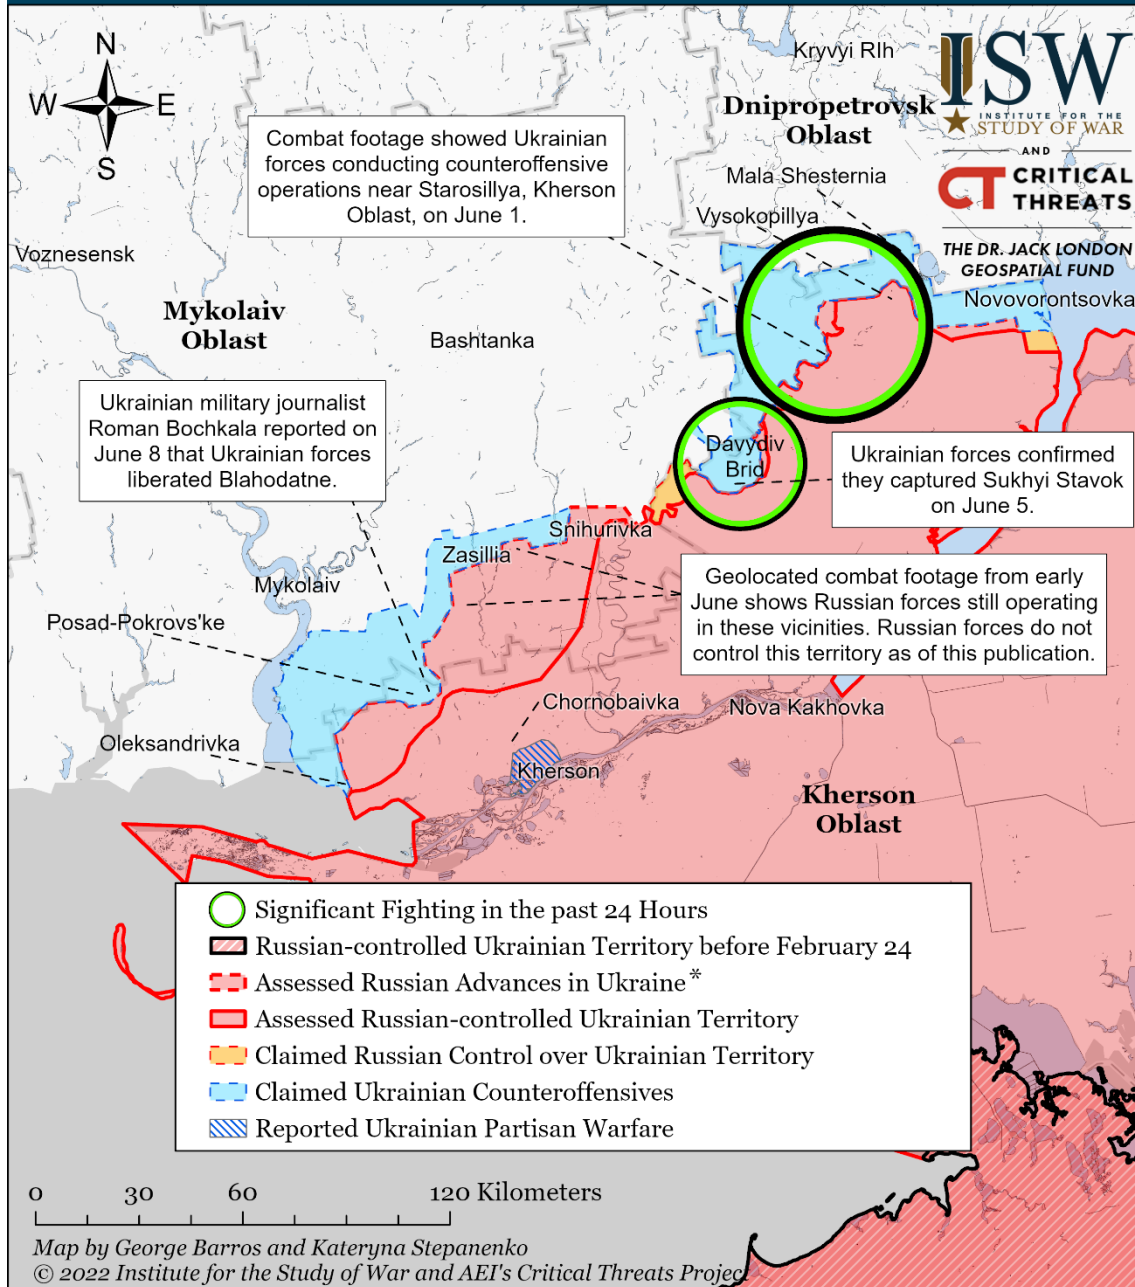 N
W E
S
Kryvyi RIh
ISW
INSTITUTE FOR THE
STUDY OF WAR
AND
CT CRITICAL
THREATS
THE DR. JACK LONDON
GEOSPATIAL FUND
Dnipropetrovsk
Oblast
Combat footage showed Ukrainian
forces conducting counteroffensive
operations near Starosillya, Kherson
Oblast, on June 1.
Mala Shesternia
Vysokopillya
Voznesensk
Novovorontsovka
Mykolaiv
Oblast
Bashtanka
Ukrainian military journalist
Roman Bochkala reported on
June 8 that Ukrainian forces
liberated Blahodatne.
Davydiv
Brid
Ukrainian forces confirmed
they captured Sukhyi Stavok
on June 5.
Snihurivka
Zasillia
Mykolaiv
Geolocated combat footage from early
June shows Russian forces still operating
in these vicinities. Russian forces do not
control this territory as of this publication.
Posad-Pokrovs'ke
Chornobaivka
Nova Kakhovka
Oleksandrivka
Kherson
Kherson
Oblast
Significant Fighting in the past 24 Hours
Russian-controlled Ukrainian Territory before February 24
Assessed Russian Advances in Ukraine*
Assessed Russian-controlled Ukrainian Territory
Claimed Russian Control over Ukrainian Territory
Claimed Ukrainian Counteroffensives
Reported Ukrainian Partisan Warfare
0 30 60 120 Kilometers
Map by George Barros and Kateryna Stepanenko
© 2022 Institute for the Study of War and AEI's Critical Threats Project